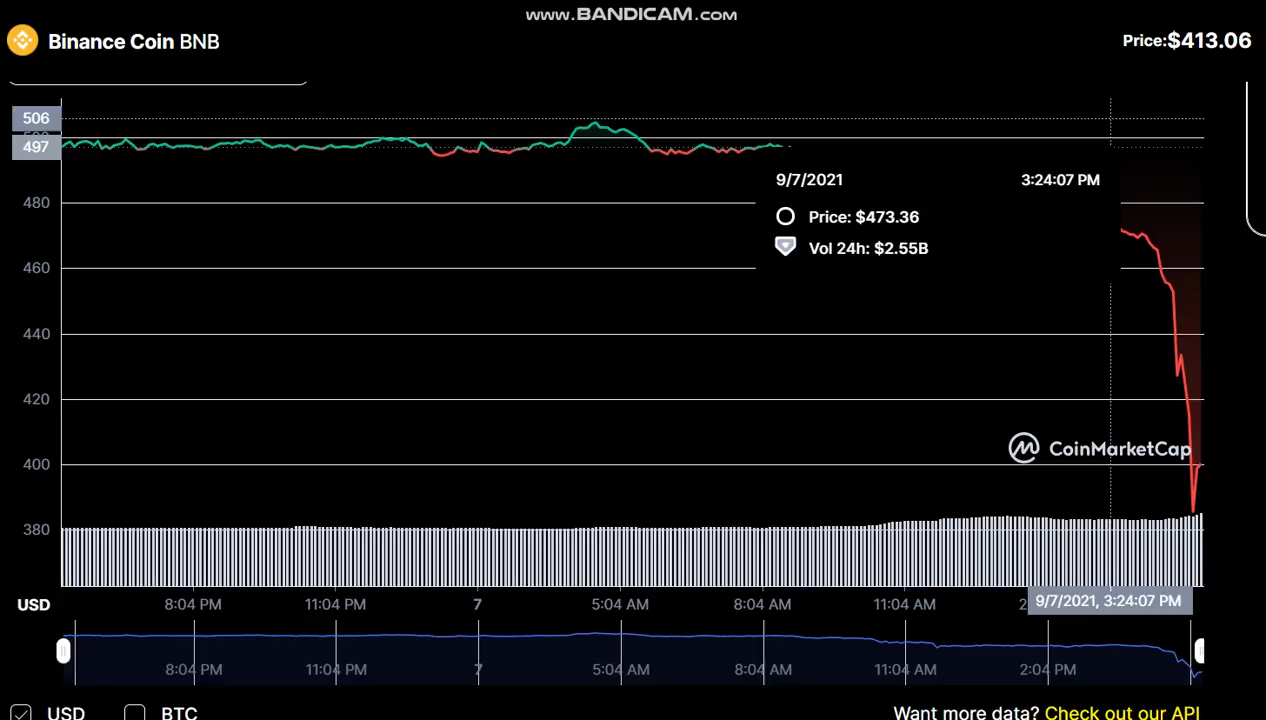 www.BANDICAM.com
Binance Coin BNB
Price:$413.06
506
497
480
460
440
420
400
380
9/7/2021 3:24:07 PM
Price: $473.36
Vol 24h: $2.55B
CoinMarketCap
USD
8:04 PM 11:04 PM 7 5:04 AM 8:04 AM 11:04 AM
9/7/2021, 3:24:07 PM
8:04 PM 11:04 PM 7 5:04 AM 8:04 AM 11:04 AM 2:04 PM
USD BTC
Want more data? Check out our API